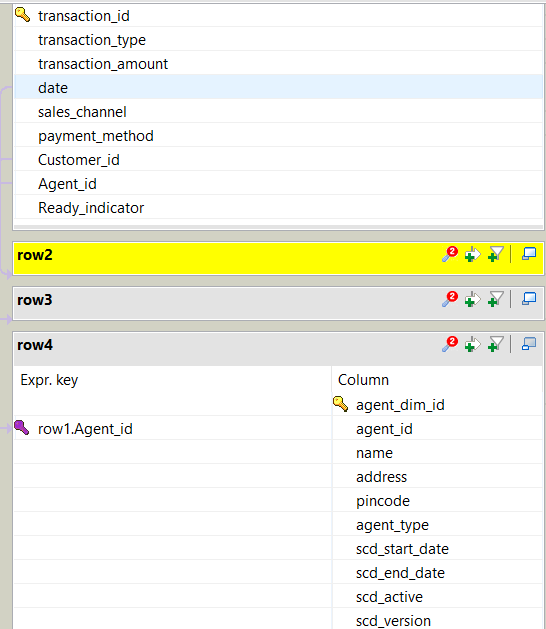 transaction_id
transaction_type
transaction_amount
date
sales_channel
payment_method
Customer_id
Agent_id
Ready_indicator
row2 2
row3 2
row4 2
Expr. key Column
agent_dim_id
row1.Agent_id agent_id
name
address
pincode
agent_type
scd_start_date
scd_end_date
scd_active
scd_version